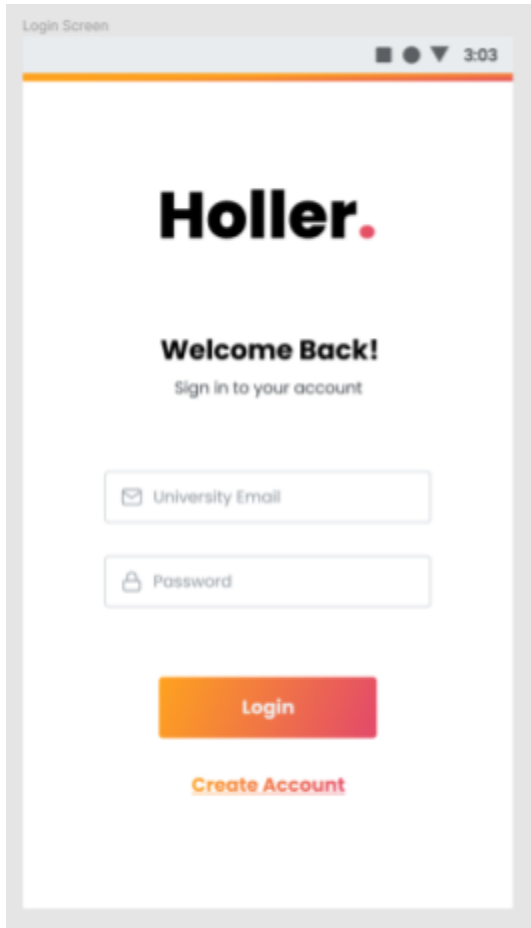 Login Screen
3:03
Holler.
Welcome Back!
Sign in to your account
University Email
Password
Login
Create Account